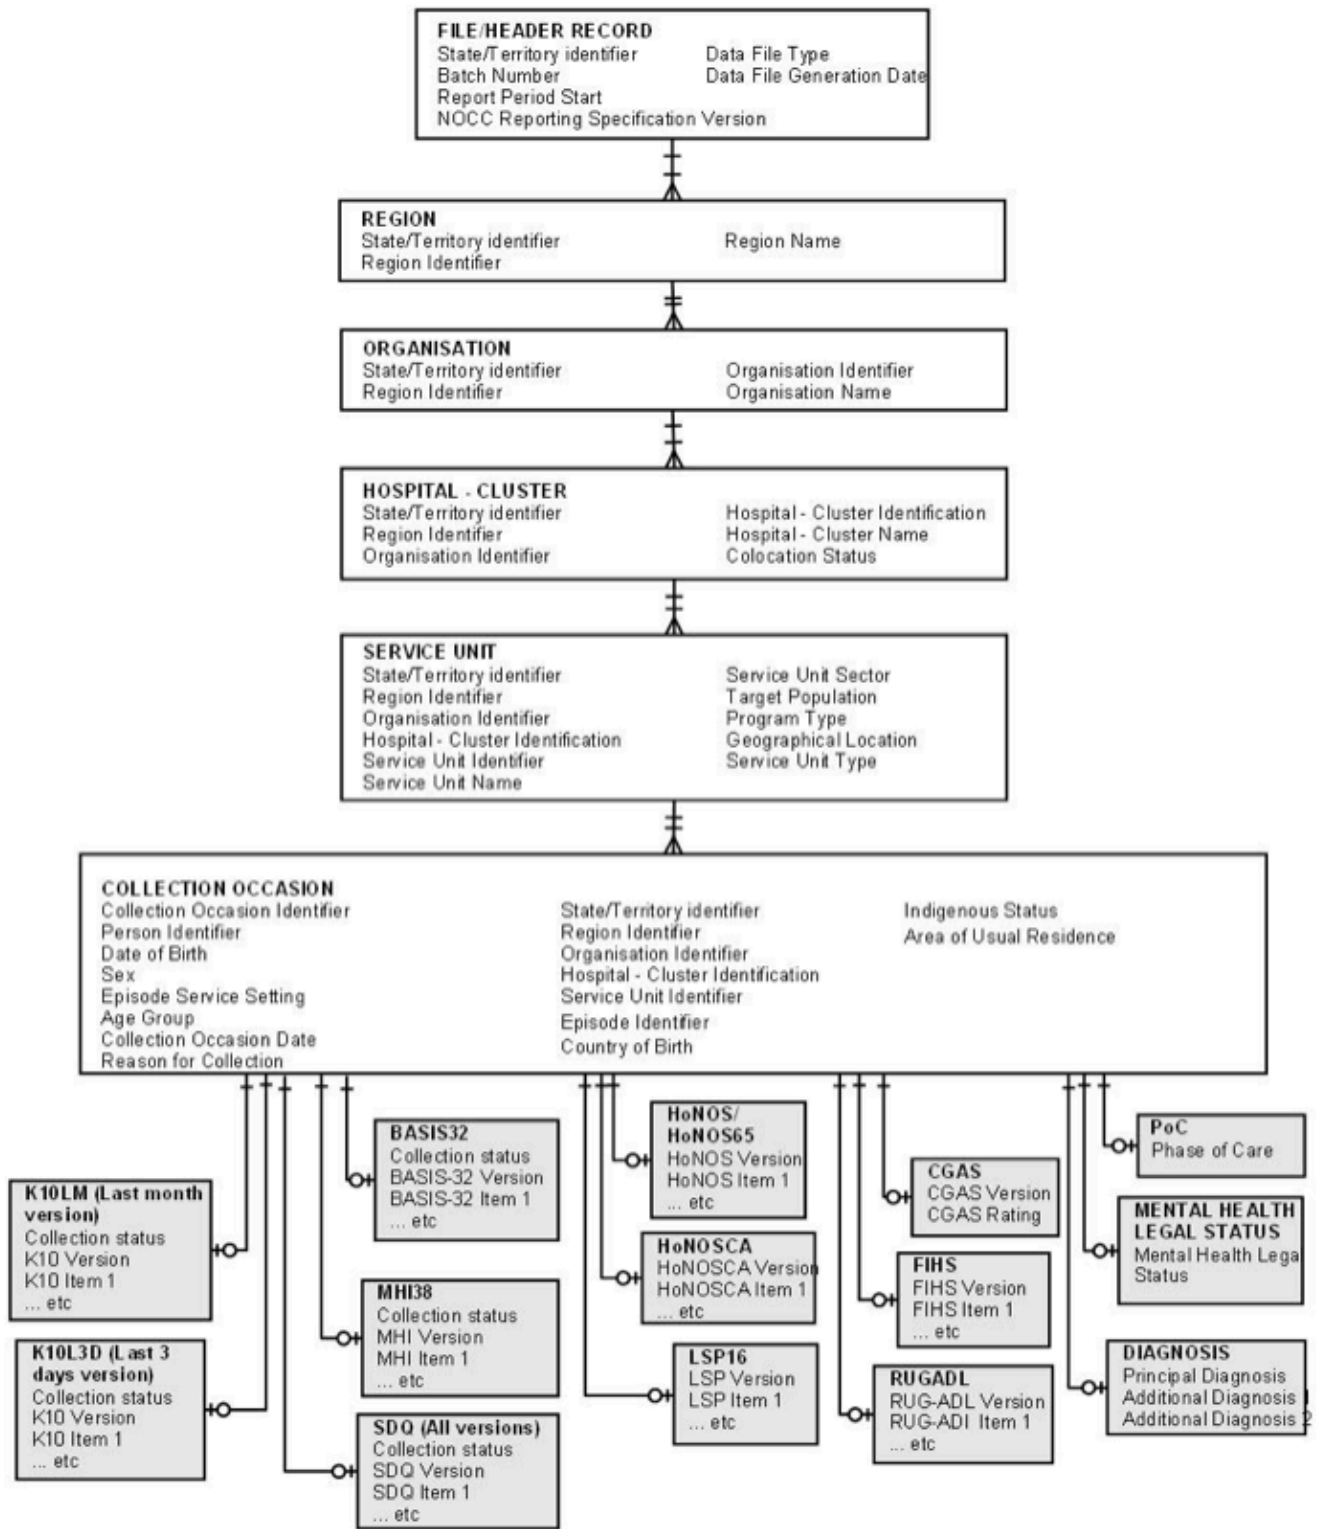 FILE/HEADER RECORD
State/Territory identifier Data File Type
Batch Number Data File Generation Date
Report Period Start
NOCC Reporting Specification Version
REGION
State/Territory identifier Region Name
Region Identifier
ORGANISATION
State/Territory identifier Organisation Identifier
Region Identifier Organisation Name
HOSPITAL - CLUSTER
State/Territory identifier Hospital - Cluster Identification
Region Identifier Hospital - Cluster Name
Organisation Identifier Colocation Status
SERVICE UNIT
State/Territory identifier Service Unit Sector
Region Identifier Target Population
Organisation Identifier Program Type
Hospital - Cluster Identification Geographical Location
Service Unit Identifier Service Unit Type
Service Unit Name
COLLECTION OCCASION
Collection Occasion Identifier State/Territory identifier Indigenous Status
Person Identifier Region Identifier Area of Usual Residence
Date of Birth Organisation Identifier
Sex Hospital - Cluster Identification
Episode Service Setting Service Unit Identifier
Age Group Episode Identifier
Collection Occasion Date Country of Birth
Reason for Collection
K10LM (Last month
version)
Collection status
K10 Version
K10 Item 1
... etc
K10L3D (Last 3
days version)
Collection status
K10 Version
K10 Item 1
... etc
BASIS32
Collection status
BASIS-32 Version
BASIS-32 Item 1
... etc
MHI38
Collection status
MHI Version
MHI Item 1
... etc
SDQ (All versions)
Collection status
SDQ Version
SDQ Item 1
... etc
HoNOS/
HoNOS65
HoNOS Version
HoNOS Item 1
... etc
HoNOSCA
HoNOSCA Version
HoNOSCA Item 1
... etc
LSP16
LSP Version
LSP Item 1
... etc
CGAS
CGAS Version
CGAS Rating
FIHS
FIHS Version
FIHS Item 1
... etc
RUGADL
RUG-ADL Version
RUG-ADI Item 1
... etc
PoC
Phase of Care
MENTAL HEALTH
LEGAL STATUS
Mental Health Lega
Status
DIAGNOSIS
Principal Diagnosis
Additional Diagnosis 1
Additional Diagnosis 2